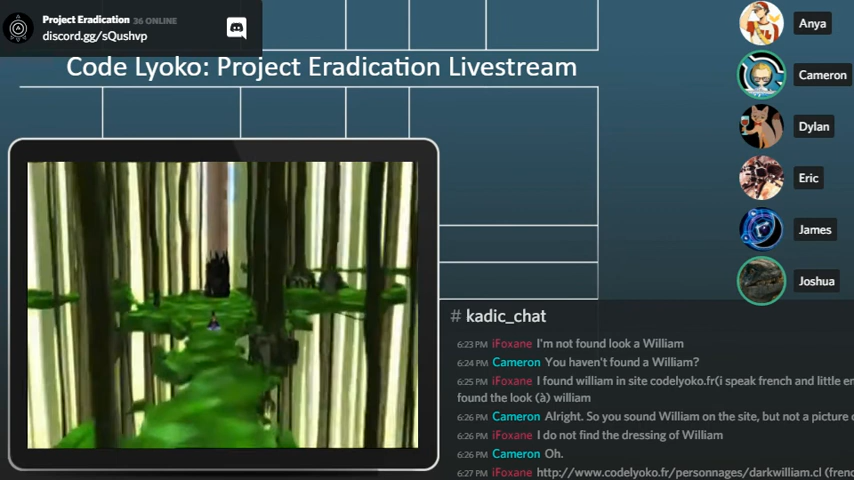 Project Eradication 36 ONLINE
discord.gg/sQushvp
Code Lyoko: Project Eradication Livestream
Anya
Cameron
Dylan
Eric
James
Joshua
# kadic_chat
6:23 PM iFoxane I'm not found look a William
6:24 PM Cameron You haven't found a William?
6:25 PM iFoxane I found william in site codelyoko.fr(i speak french and little en
found the look (à) william
6:26 PM Cameron Alright. So you sound William on the site, but not a picture o
6:26 PM iFoxane I do not find the dressing of William
6:26 PM Cameron Oh.
6:27 PM iFoxane http://www.codelyoko.fr/personnages/darkwilliam.cl (frenc